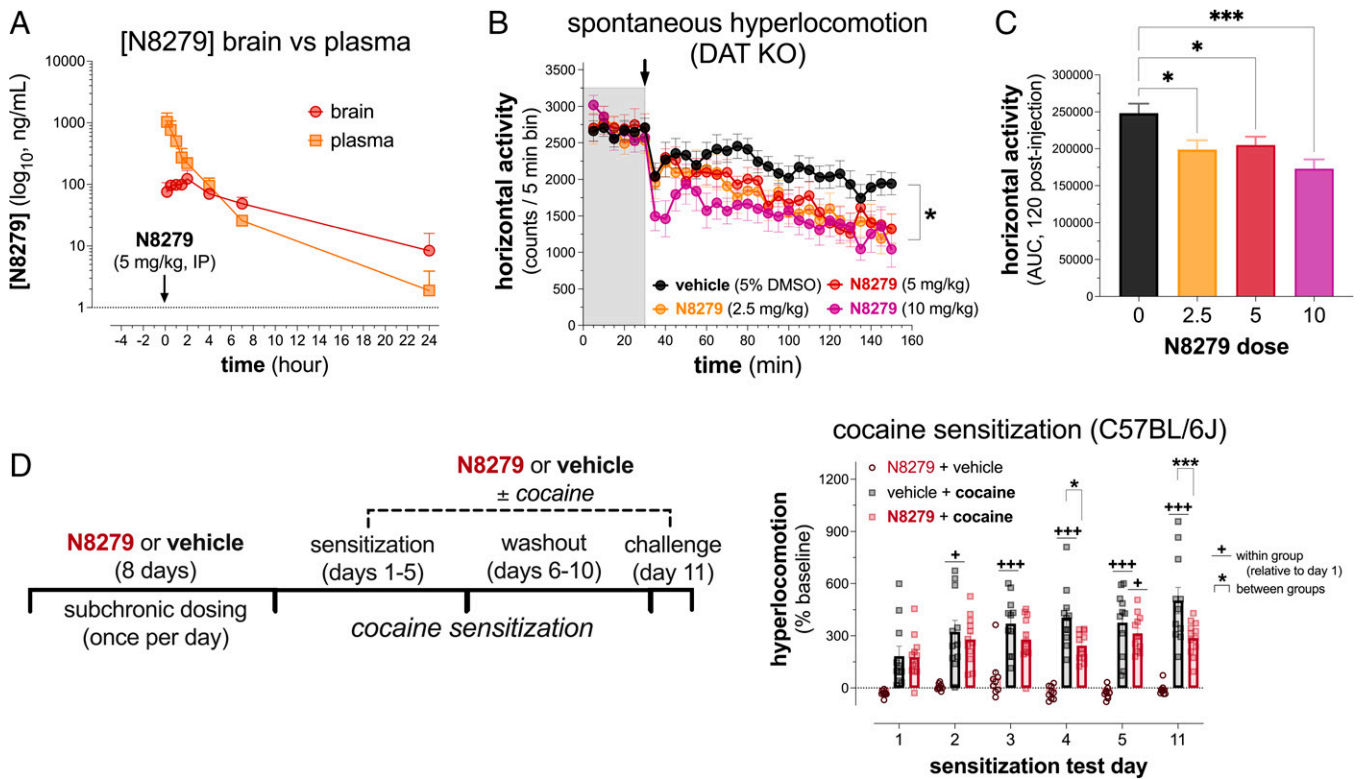 A
[N8279] brain vs plasma
[N8279] (log10, ng/mL)
10000
1000
100
10
1
brain
plasma
N8279
(5 mg/kg, IP)
-4 -2 0 2 4 6 8 10 12 14 16 18 20 22 24
time (hour)
B
spontaneous hyperlocomotion
(DAT KO)
horizontal activity
(counts / 5 min bin)
3500
3000
2500
2000
1500
1000
500
0
vehicle (5% DMSO)
N8279 (5 mg/kg)
N8279 (2.5 mg/kg)
N8279 (10 mg/kg)
*
0 20 40 60 80 100 120 140 160
time (min)
C
***
*
*
horizontal activity
(AUC, 120 post-injection)
300000
250000
200000
150000
100000
50000
0
0 2.5 5 10
N8279 dose
D
N8279 or vehicle
± cocaine
N8279 or vehicle
(8 days)
sensitization
(days 1-5)
washout
(days 6-10)
challenge
(day 11)
subchronic dosing
(once per day)
cocaine sensitization
cocaine sensitization (C57BL/6J)
N8279 + vehicle
vehicle + cocaine
N8279 + cocaine
hyperlocomotion
(% baseline)
1200
900
600
300
0
+
+++
*
+++
+++
+
***
+++
+ within group
(relative to day 1)
* between groups
1 2 3 4 5 11
sensitization test day